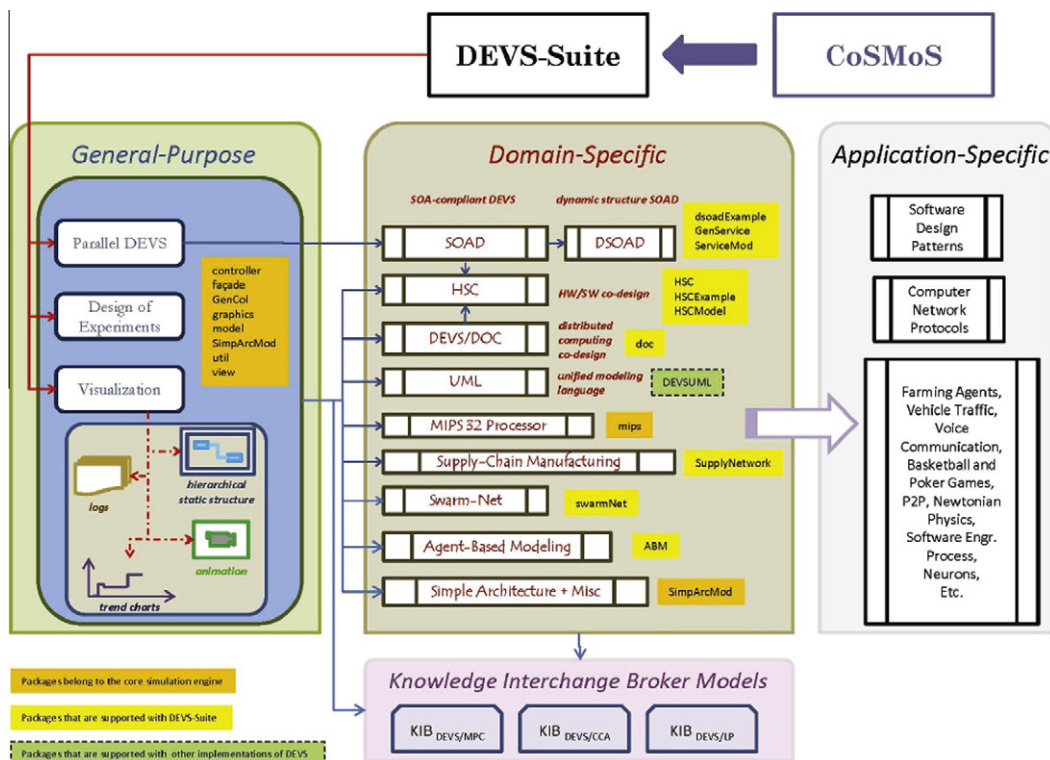 DEVS-Suite
CoSMoS
General-Purpose
Parallel DEVS
Design of
Experiments
Visualization
controller
façade
GenCol
graphics
model
SimpArcMod
util
view
logs
hierarchical
static structure
animation
trend charts
Domain-Specific
SOA-compliant DEVS
dynamic structure SOAD
SOAD
DSOAD
dsoadExample
GenService
ServiceMod
HSC
HW/SW co-design
HSC
HSCExample
HSCModel
DEVS/DOC
distributed
computing
co-design
doc
UML
unified modeling
language
DEVSUML
MIPS32 Processor
mips
Supply-Chain Manufacturing
SupplyNetwork
Swarm-Net
swarmNet
Agent-Based Modeling
ABM
Simple Architecture + Misc
SimpArcMod
Application-Specific
Software
Design
Patterns
Computer
Network
Protocols
Farming Agents,
Vehicle Traffic,
Voice
Communication,
Basketball and
Poker Games,
P2P, Newtonian
Physics,
Software Engr.
Process,
Neurons,
Etc.
Knowledge Interchange Broker Models
KIB DEVS/MPC
KIB DEVS/CCA
KIB DEVS/LP
Packages belong to the core simulation engine
Packages that are supported with DEVS-Suite
Packages that are supported with other implementations of DEVS